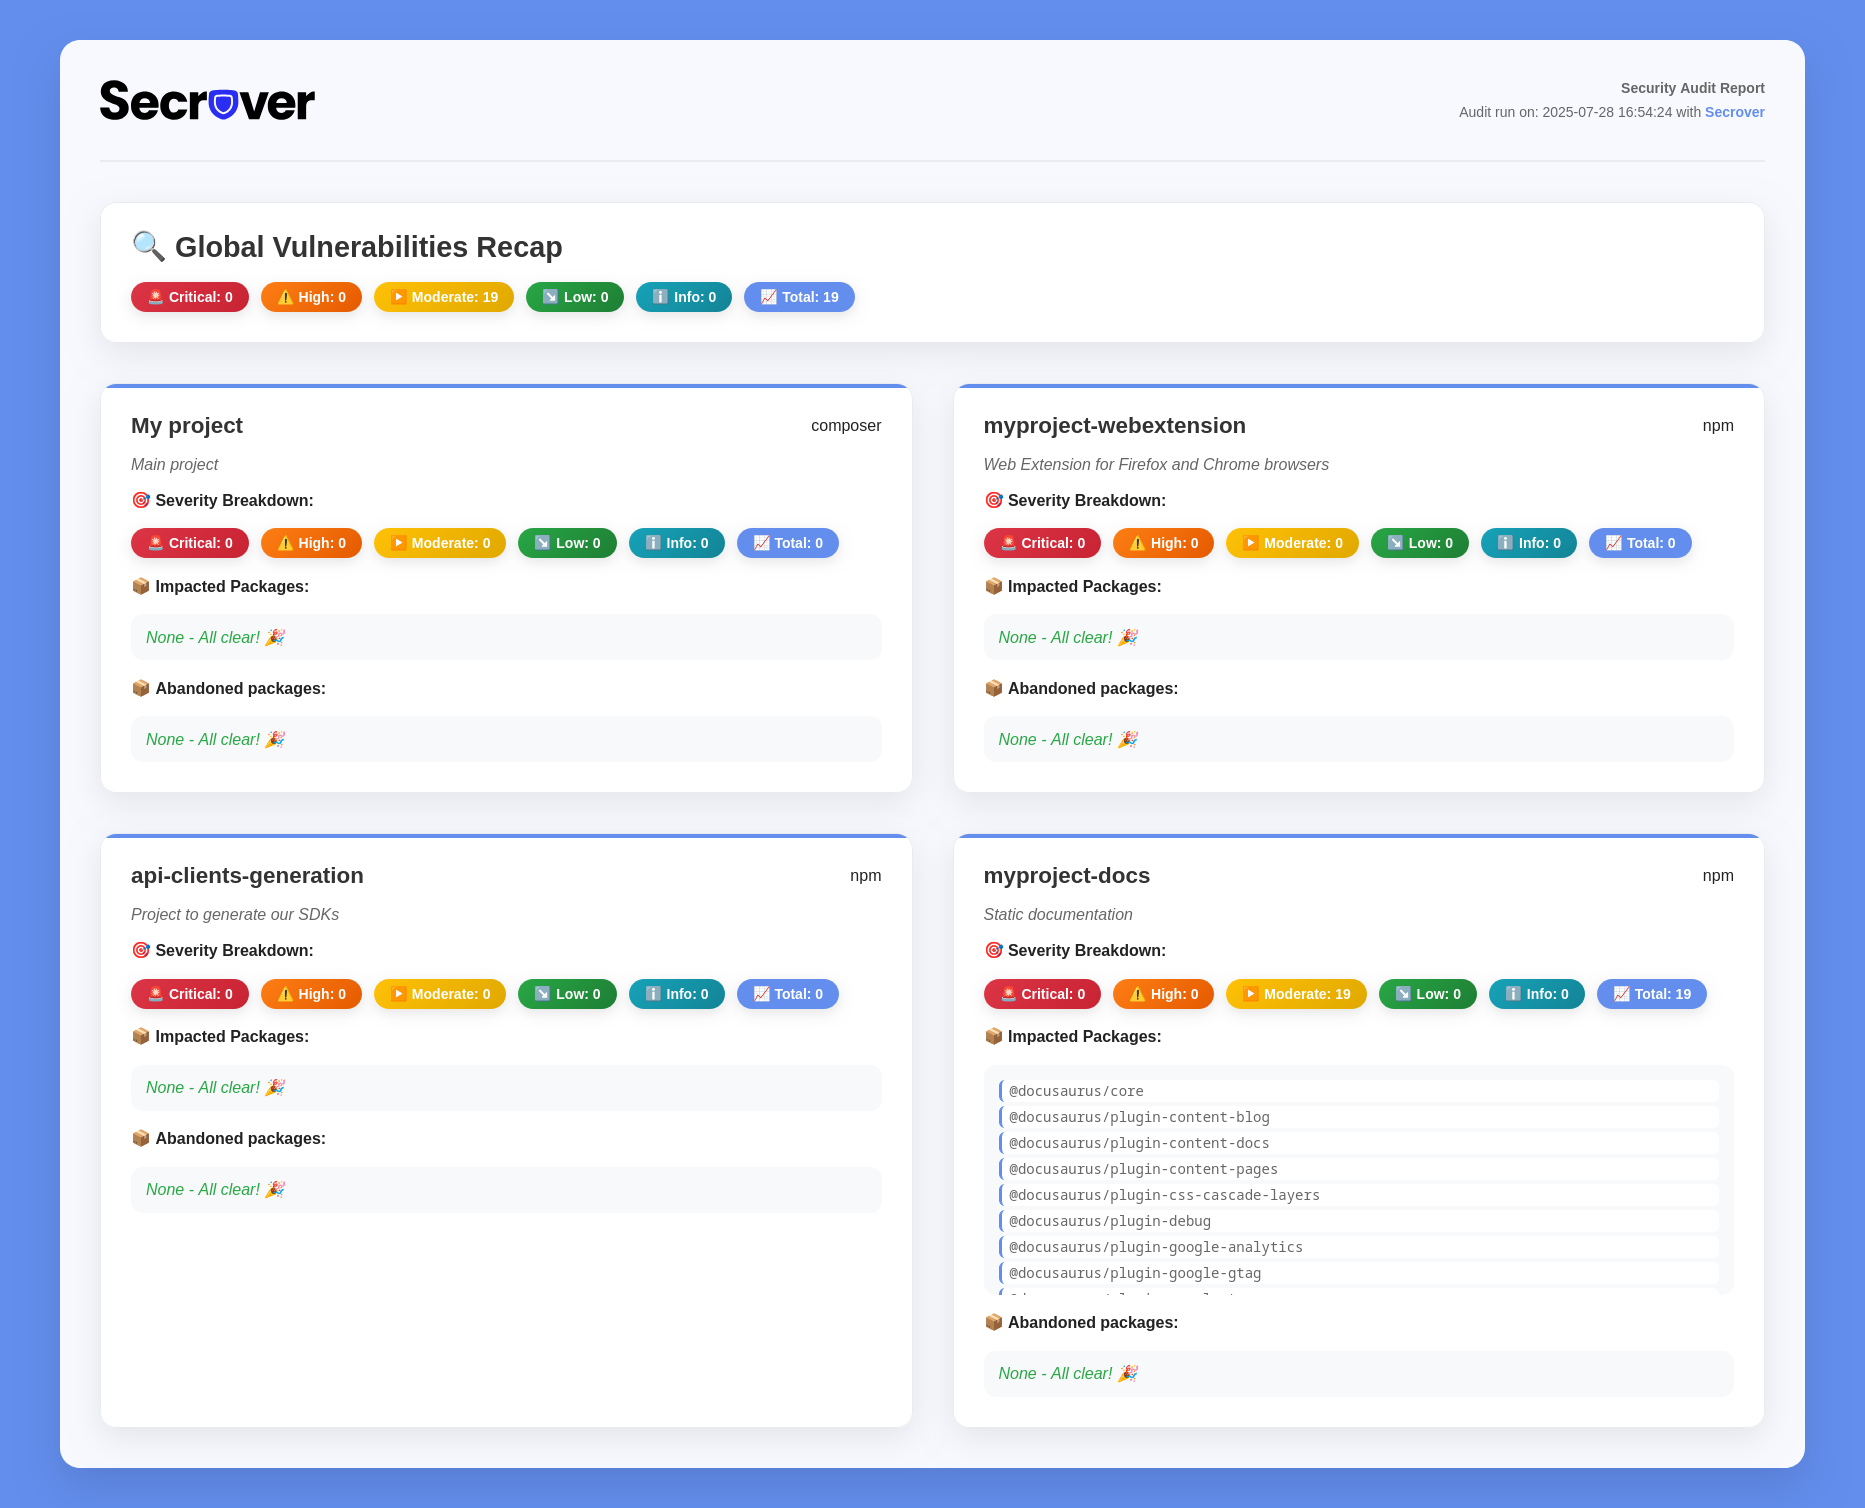 Secrover
Security Audit Report
Audit run on: 2025-07-28 16:54:24 with Secrover
🔍 Global Vulnerabilities Recap
🚨 Critical: 0 ⚠️ High: 0 ▶️ Moderate: 19 ↘️ Low: 0 ℹ️ Info: 0 📈 Total: 19
My project composer
Main project
🎯 Severity Breakdown:
🚨 Critical: 0 ⚠️ High: 0 ▶️ Moderate: 0 ↘️ Low: 0 ℹ️ Info: 0 📈 Total: 0
📦 Impacted Packages:
None - All clear! 🎉
📦 Abandoned packages:
None - All clear! 🎉
myproject-webextension npm
Web Extension for Firefox and Chrome browsers
🎯 Severity Breakdown:
🚨 Critical: 0 ⚠️ High: 0 ▶️ Moderate: 0 ↘️ Low: 0 ℹ️ Info: 0 📈 Total: 0
📦 Impacted Packages:
None - All clear! 🎉
📦 Abandoned packages:
None - All clear! 🎉
api-clients-generation npm
Project to generate our SDKs
🎯 Severity Breakdown:
🚨 Critical: 0 ⚠️ High: 0 ▶️ Moderate: 0 ↘️ Low: 0 ℹ️ Info: 0 📈 Total: 0
📦 Impacted Packages:
None - All clear! 🎉
📦 Abandoned packages:
None - All clear! 🎉
myproject-docs npm
Static documentation
🎯 Severity Breakdown:
🚨 Critical: 0 ⚠️ High: 0 ▶️ Moderate: 19 ↘️ Low: 0 ℹ️ Info: 0 📈 Total: 19
📦 Impacted Packages:
@docusaurus/core
@docusaurus/plugin-content-blog
@docusaurus/plugin-content-docs
@docusaurus/plugin-content-pages
@docusaurus/plugin-css-cascade-layers
@docusaurus/plugin-debug
@docusaurus/plugin-google-analytics
@docusaurus/plugin-google-gtag
📦 Abandoned packages:
None - All clear! 🎉